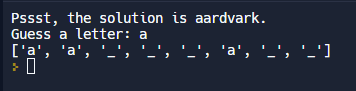 Pssst, the solution is aardvark.
Guess a letter: a
['a', 'a', '_', '_', '_', 'a', '_', '_']
>